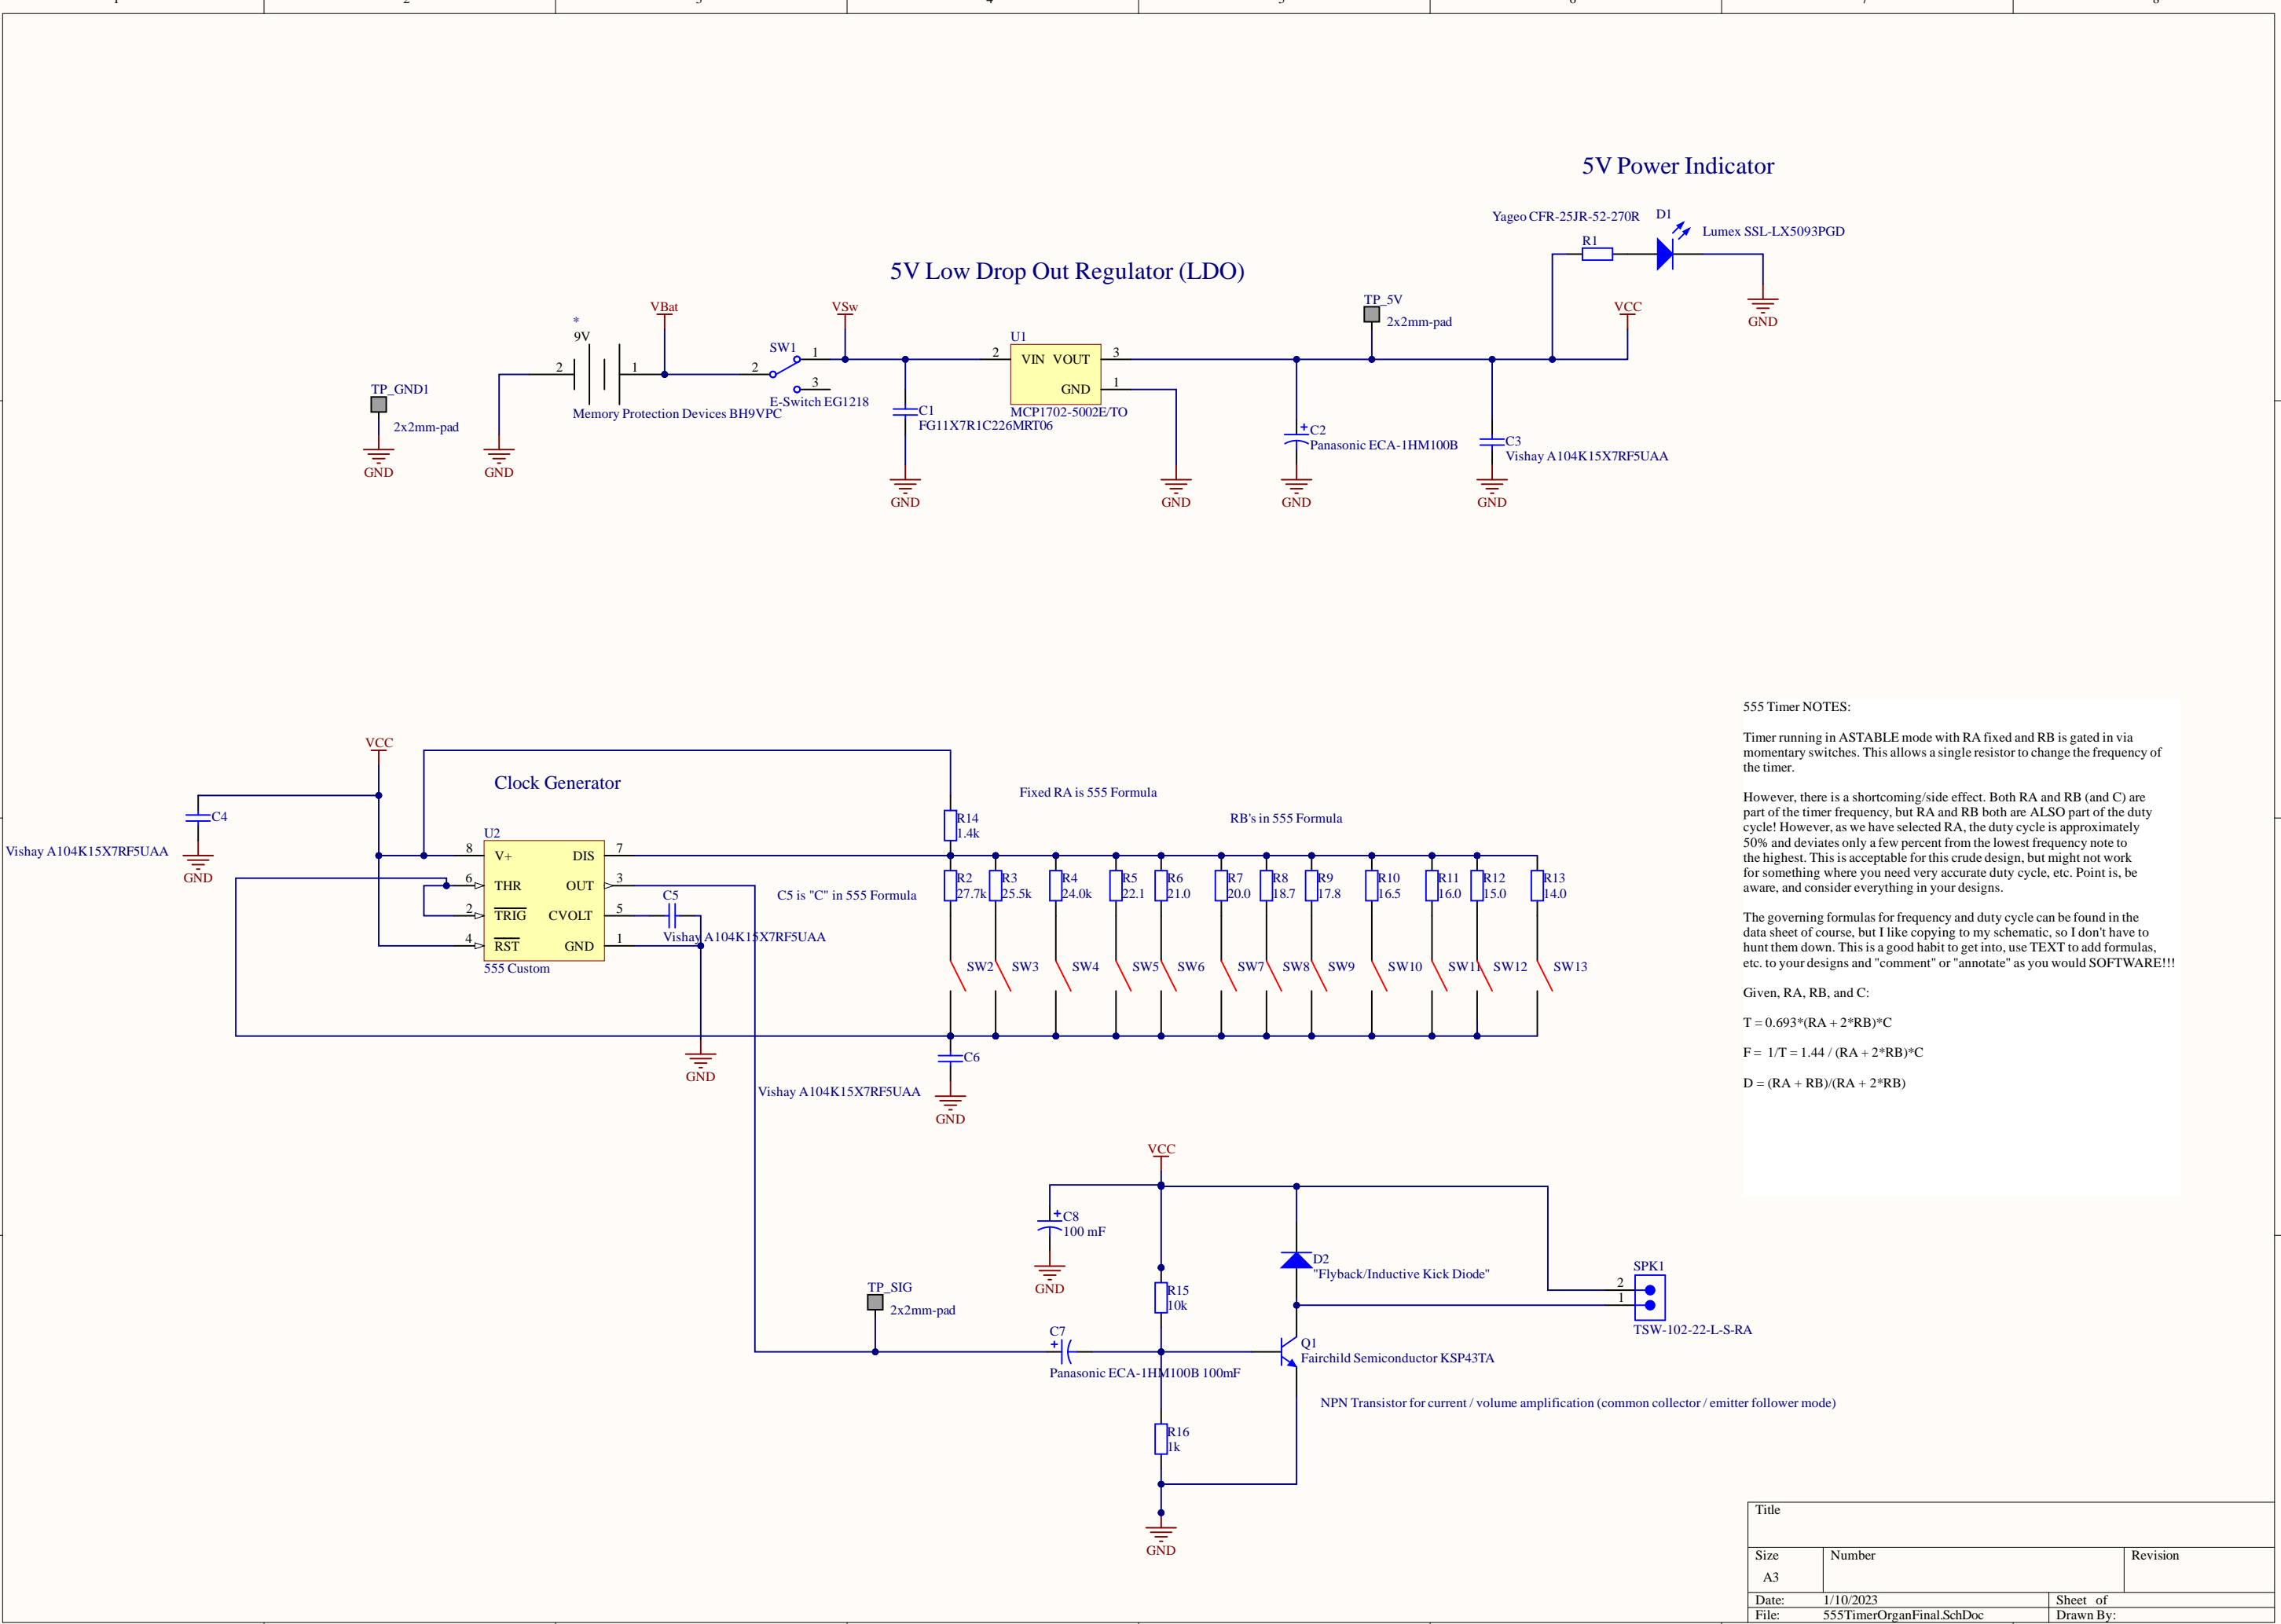 5V Power Indicator
Yageo CFR-25JR-52-270R
D1
R1
Lumex SSL-LX5093PGD
GND
5V Low Drop Out Regulator (LDO)
VBat
VSw
TP_5V
2x2mm-pad
VCC
*
9V
2
1
SW1
2
1
3
E-Switch EG1218
Memory Protection Devices BH9VPC
U1
2
VIN VOUT
3
GND
1
MCP1702-5002E/TO
TP_GND1
2x2mm-pad
GND
GND
C1
FG11X7R1C226MRT06
GND
GND
+
C2
Panasonic ECA-1HM100B
GND
C3
Vishay A104K15X7RF5UAA
GND
VCC
Clock Generator
C4
Vishay A104K15X7RF5UAA
GND
U2
8
V+
DIS
7
6
THR
OUT
3
2
TRIG
CVOLT
5
4
RST
GND
1
555 Custom
C5
Vishay A104K15X7RF5UAA
GND
C5 is "C" in 555 Formula
Fixed RA is 555 Formula
RB's in 555 Formula
R14
1.4k
R2
27.7k
R3
25.5k
R4
24.0k
R5
22.1
R6
21.0
R7
20.0
R8
18.7
R9
17.8
R10
16.5
R11
16.0
R12
15.0
R13
14.0
SW2
SW3
SW4
SW5
SW6
SW7
SW8
SW9
SW10
SW11
SW12
SW13
C6
Vishay A104K15X7RF5UAA
GND
555 Timer NOTES:
Timer running in ASTABLE mode with RA fixed and RB is gated in via
momentary switches. This allows a single resistor to change the frequency of
the timer.
However, there is a shortcoming/side effect. Both RA and RB (and C) are
part of the timer frequency, but RA and RB both are ALSO part of the duty
cycle! However, as we have selected RA, the duty cycle is approximately
50% and deviates only a few percent from the lowest frequency note to
the highest. This is acceptable for this crude design, but might not work
for something where you need very accurate duty cycle, etc. Point is, be
aware, and consider everything in your designs.
The governing formulas for frequency and duty cycle can be found in the
data sheet of course, but I like copying to my schematic, so I don't have to
hunt them down. This is a good habit to get into, use TEXT to add formulas,
etc. to your designs and "comment" or "annotate" as you would SOFTWARE!!!
Given, RA, RB, and C:
T = 0.693*(RA + 2*RB)*C
F = 1/T = 1.44 / (RA + 2*RB)*C
D = (RA + RB)/(RA + 2*RB)
VCC
+
C8
100 mF
GND
D2
"Flyback/Inductive Kick Diode"
SPK1
2
1
TSW-102-22-L-S-RA
R15
10k
TP_SIG
2x2mm-pad
C7
+
Panasonic ECA-1HM100B 100mF
Q1
Fairchild Semiconductor KSP43TA
NPN Transistor for current / volume amplification (common collector / emitter follower mode)
R16
1k
GND
Title
Size
A3
Number
Revision
Date:
1/10/2023
Sheet of
File:
555TimerOrganFinal.SchDoc
Drawn By: